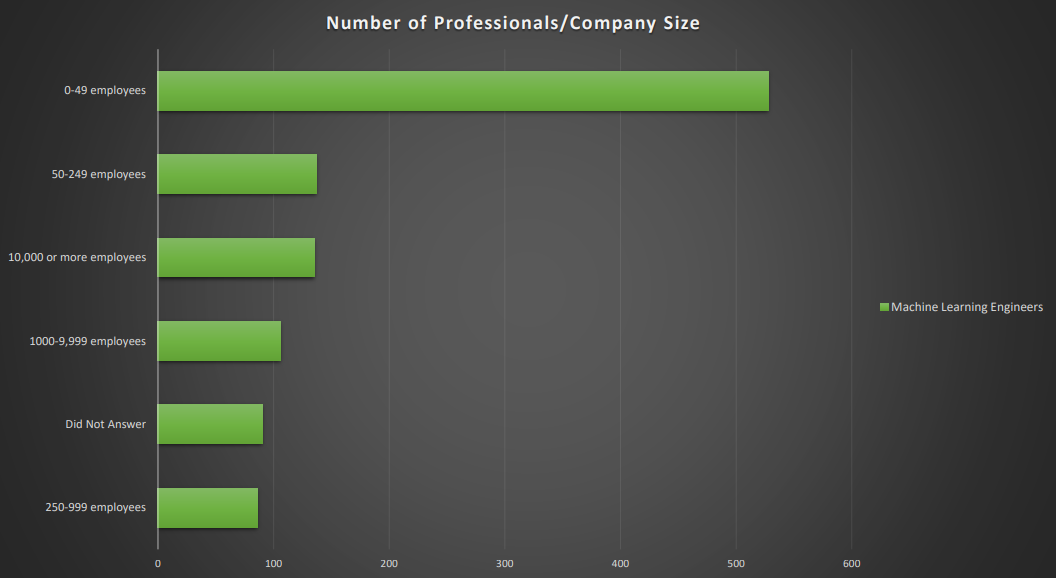 Number of Professionals/Company Size
0-49 employees
50-249 employees
10,000 or more employees
1000-9,999 employees
Did Not Answer
250-999 employees
0 100 200 300 400 500 600
Machine Learning Engineers